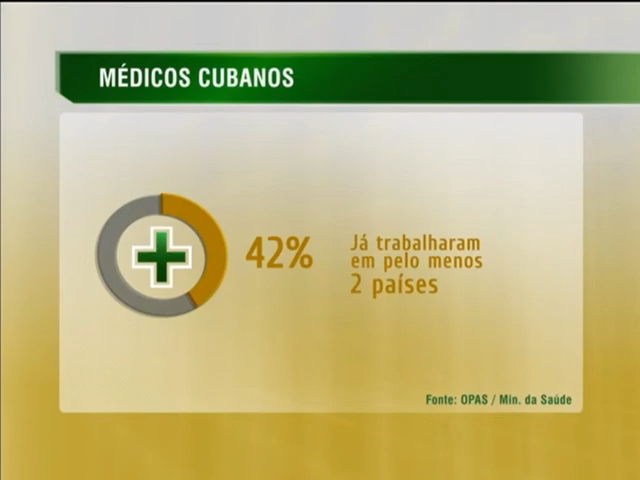 MÉDICOS CUBANOS
42%
Já trabalharam
em pelo menos
2 países
Fonte: OPAS / Min. da Saúde